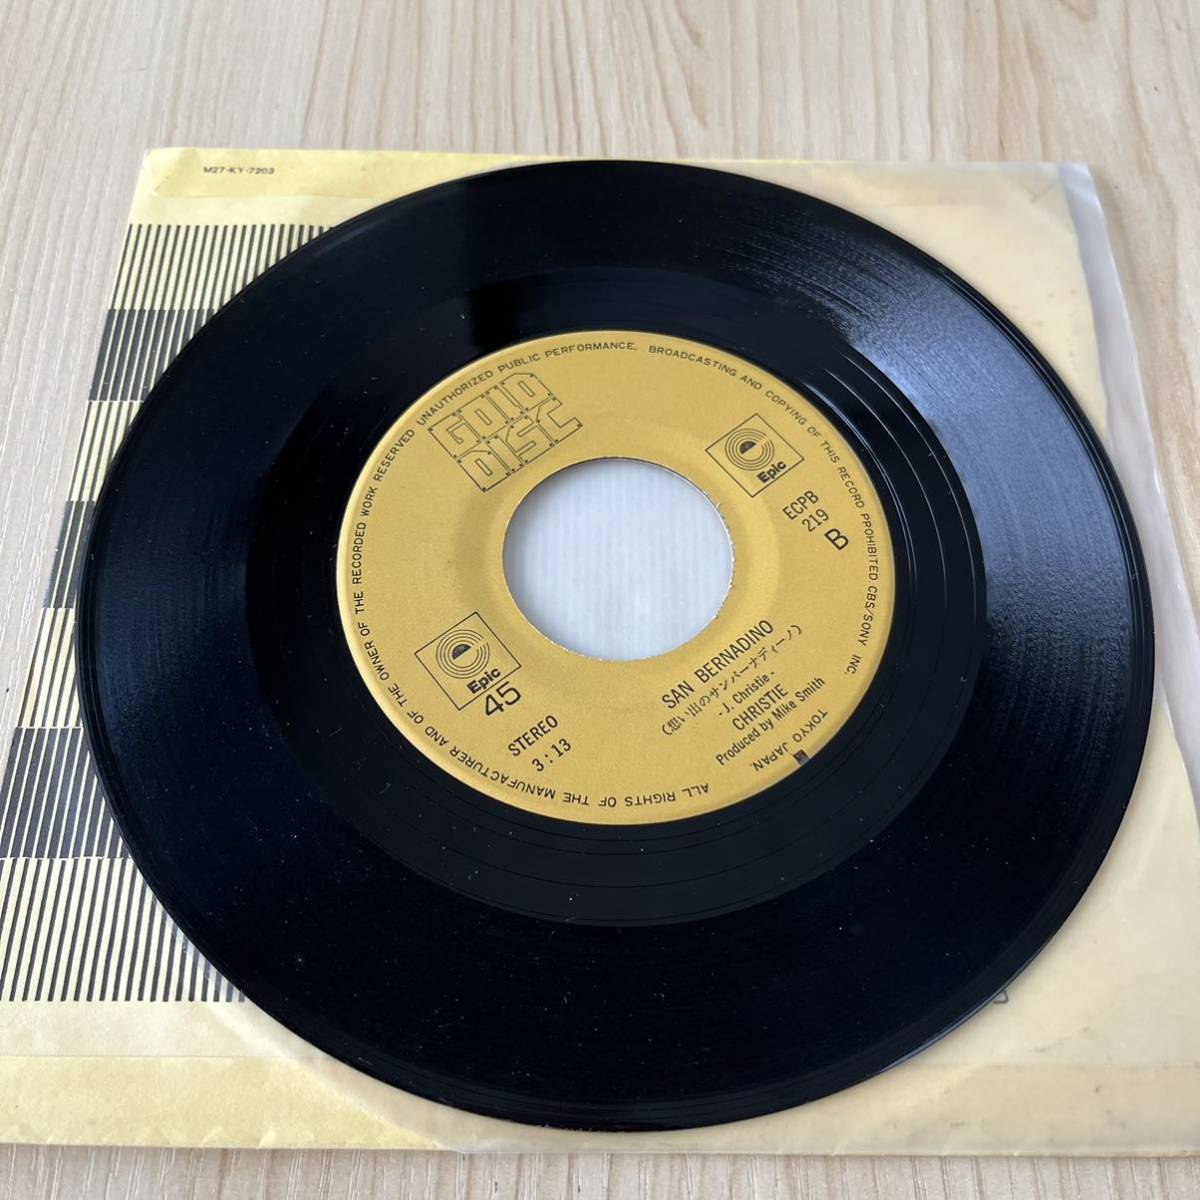 M27-KY-7203
GOLD
DISC
Epic
ECPB
219
B
Epic
45
STEREO
3:13
SAN BERNADINO
(想い出のサンバーナディーノ)
- J. Christie -
CHRISTIE
Produced by Mike Smith
ALL RIGHTS OF THE MANUFACTURER AND OF THE OWNER OF THE RECORDED WORK RESERVED UNAUTHORIZED PUBLIC PERFORMANCE, BROADCASTING AND COPYING OF THIS RECORD PROHIBITED CBS/SONY INC.
TOKYO JAPAN.